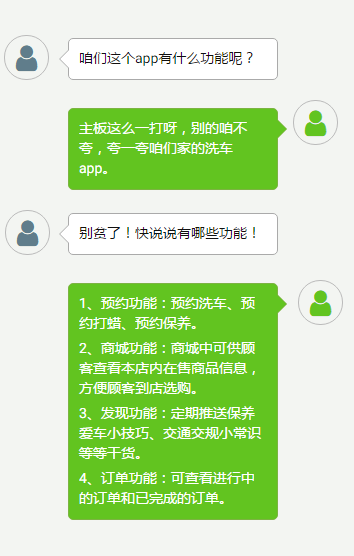 咱们这个app有什么功能呢？
主板这么一打呀，别的咱不
夸，夸一夸咱们家的洗车
app。
别贫了！快说说有哪些功能！
1、预约功能：预约洗车、预
约打蜡、预约保养。
2、商城功能：商城中可供顾
客查看本店内在售商品信息，
方便顾客到店选购。
3、发现功能：定期推送保养
爱车小技巧、交通交规小常识
等等干货。
4、订单功能：可查看进行中
的订单和已完成的订单。